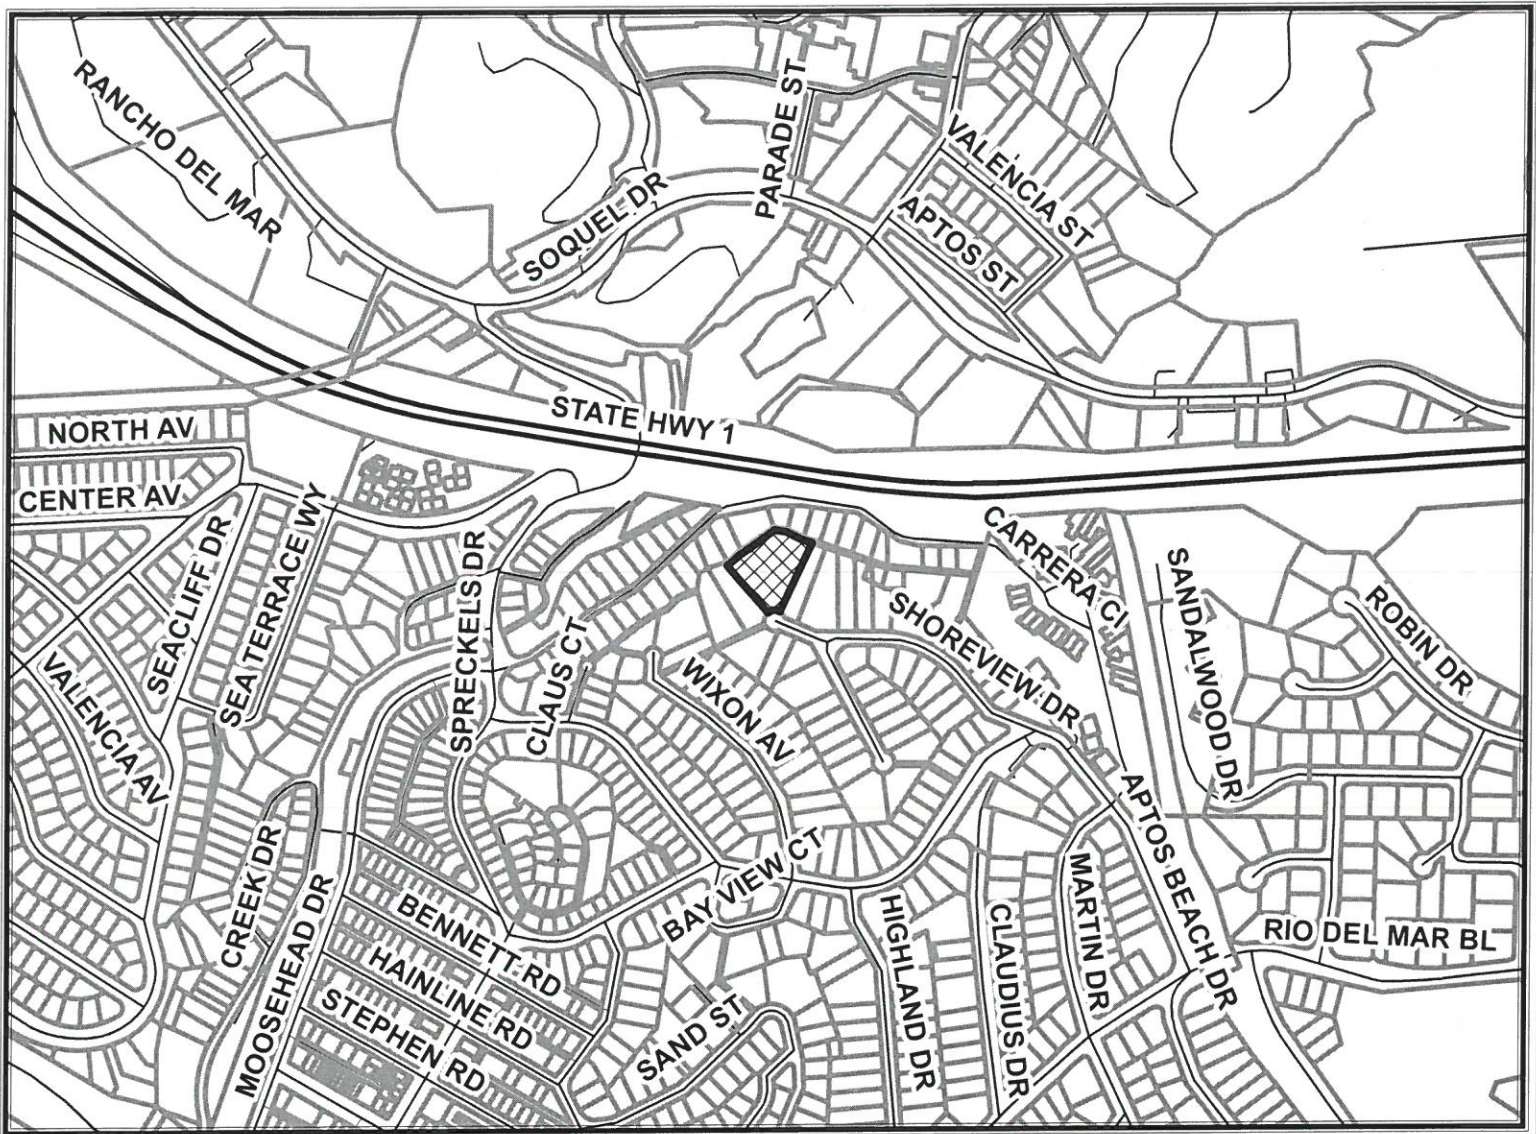 RANCHO DEL MAR
PARADE ST
VALENCIA ST
SOQUEL DR
APTOS ST
STATE HWY 1
NORTH AV
CENTER AV
SEACLIFF DR
SEA TERRACE WY
SPRECKELS DR
CARRERA CI
SANDALWOOD DR
ROBIN DR
SHOREVIEW DR
CLAUS CT
WIXON AV
VALENCIA AV
CREEK DR
MOOSEHEAD DR
BAY VIEW CT
BENNETT RD
HAINLINE RD
STEPHEN RD
SAND ST
HIGHLAND DR
CLAUDIUS DR
MARTIN DR
APTOS BEACH DR
RIO DEL MAR BL